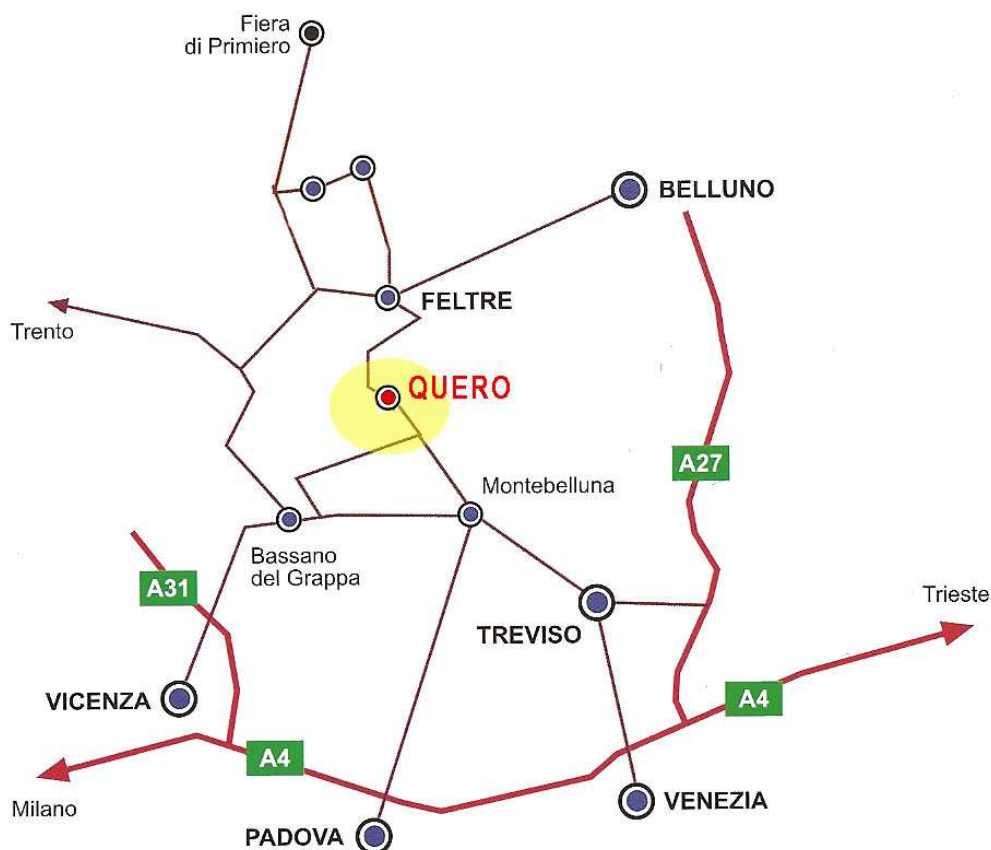 Fiera
di Primiero
BELLUNO
FELTRE
Trento
QUERO
A27
Montebelluna
Bassano
del Grappa
A31
Trieste
TREVISO
VICENZA
A4
A4
Milano
VENEZIA
PADOVA